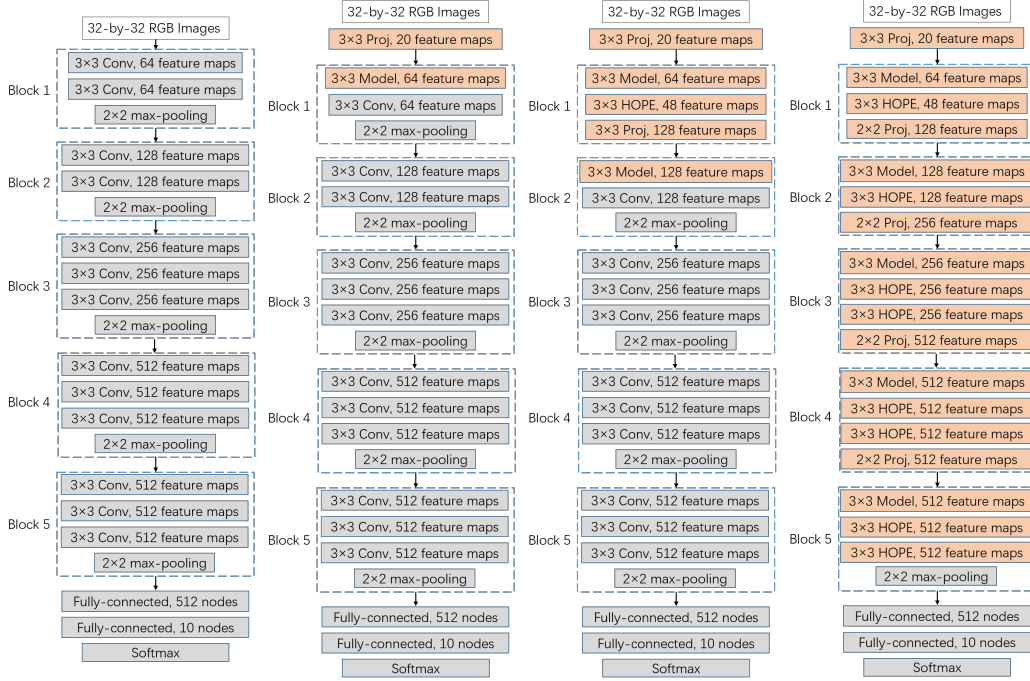 32-by-32 RGB Images
Block 1
3×3 Conv, 64 feature maps
3×3 Conv, 64 feature maps
2×2 max-pooling
Block 2
3×3 Conv, 128 feature maps
3×3 Conv, 128 feature maps
2×2 max-pooling
Block 3
3×3 Conv, 256 feature maps
3×3 Conv, 256 feature maps
3×3 Conv, 256 feature maps
2×2 max-pooling
Block 4
3×3 Conv, 512 feature maps
3×3 Conv, 512 feature maps
3×3 Conv, 512 feature maps
2×2 max-pooling
Block 5
3×3 Conv, 512 feature maps
3×3 Conv, 512 feature maps
3×3 Conv, 512 feature maps
2×2 max-pooling
Fully-connected, 512 nodes
Fully-connected, 10 nodes
Softmax
32-by-32 RGB Images
3×3 Proj, 20 feature maps
Block 1
3×3 Model, 64 feature maps
3×3 Conv, 64 feature maps
2×2 max-pooling
Block 2
3×3 Conv, 128 feature maps
3×3 Conv, 128 feature maps
2×2 max-pooling
Block 3
3×3 Conv, 256 feature maps
3×3 Conv, 256 feature maps
3×3 Conv, 256 feature maps
2×2 max-pooling
Block 4
3×3 Conv, 512 feature maps
3×3 Conv, 512 feature maps
3×3 Conv, 512 feature maps
2×2 max-pooling
Block 5
3×3 Conv, 512 feature maps
3×3 Conv, 512 feature maps
3×3 Conv, 512 feature maps
2×2 max-pooling
Fully-connected, 512 nodes
Fully-connected, 10 nodes
Softmax
32-by-32 RGB Images
3×3 Proj, 20 feature maps
Block 1
3×3 Model, 64 feature maps
3×3 HOPE, 48 feature maps
3×3 Proj, 128 feature maps
Block 2
3×3 Model, 128 feature maps
3×3 Conv, 128 feature maps
2×2 max-pooling
Block 3
3×3 Conv, 256 feature maps
3×3 Conv, 256 feature maps
3×3 Conv, 256 feature maps
2×2 max-pooling
Block 4
3×3 Conv, 512 feature maps
3×3 Conv, 512 feature maps
3×3 Conv, 512 feature maps
2×2 max-pooling
Block 5
3×3 Conv, 512 feature maps
3×3 Conv, 512 feature maps
3×3 Conv, 512 feature maps
2×2 max-pooling
Fully-connected, 512 nodes
Fully-connected, 10 nodes
Softmax
32-by-32 RGB Images
3×3 Proj, 20 feature maps
Block 1
3×3 Model, 64 feature maps
3×3 HOPE, 48 feature maps
2×2 Proj, 128 feature maps
Block 2
3×3 Model, 128 feature maps
3×3 HOPE, 128 feature maps
2×2 Proj, 256 feature maps
Block 3
3×3 Model, 256 feature maps
3×3 HOPE, 256 feature maps
3×3 HOPE, 256 feature maps
2×2 Proj, 512 feature maps
Block 4
3×3 Model, 512 feature maps
3×3 HOPE, 512 feature maps
3×3 HOPE, 512 feature maps
2×2 Proj, 512 feature maps
Block 5
3×3 Model, 512 feature maps
3×3 HOPE, 512 feature maps
3×3 HOPE, 512 feature maps
2×2 max-pooling
Fully-connected, 512 nodes
Fully-connected, 10 nodes
Softmax